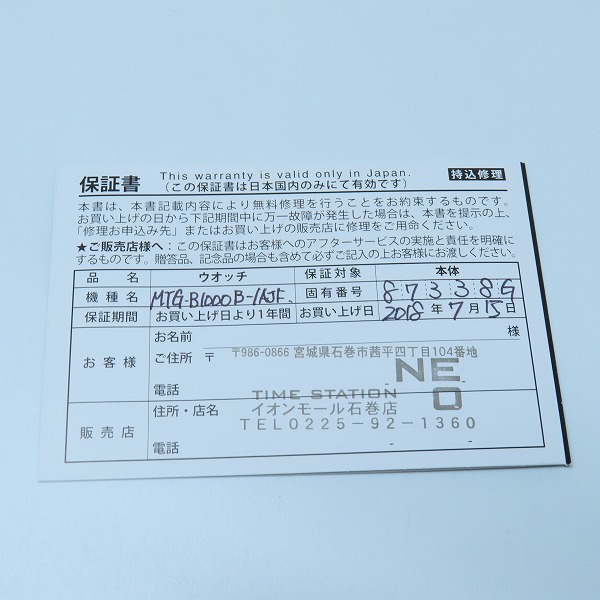 This warranty is valid only in Japan.
保証書 (この保証書は日本国内のみにて有効です) 持込修理
本書は、本書記載内容により無料修理を行うことをお約束するものです。
お買い上げの日から下記期間中に万一故障が発生した場合は、本書を提示の上、
「修理お申込み先」またはお買い上げの販売店に修理をご用命ください。
★ご販売店様へ:この保証書はお客様へのアフターサービスの実施と責任を明確に
するものです。贈答品、記念品の場合も含めて必ずご記入の上お客様にお渡しください。
品名 ウオッチ 保証対象 本体
機種名 MTG-B1000B-1AJF 固有番号 873338G
保証期間 お買い上げ日より1年間 お買い上げ日 2018年7月15日
お客様 お名前 様
ご住所 〒 〒986-0866 宮城県石巻市茜平四丁目104番地
電話 - -
NEO
TIME STATION
販売店 住所・店名 イオンモール石巻店
TEL0225-92-1360
電話 - -